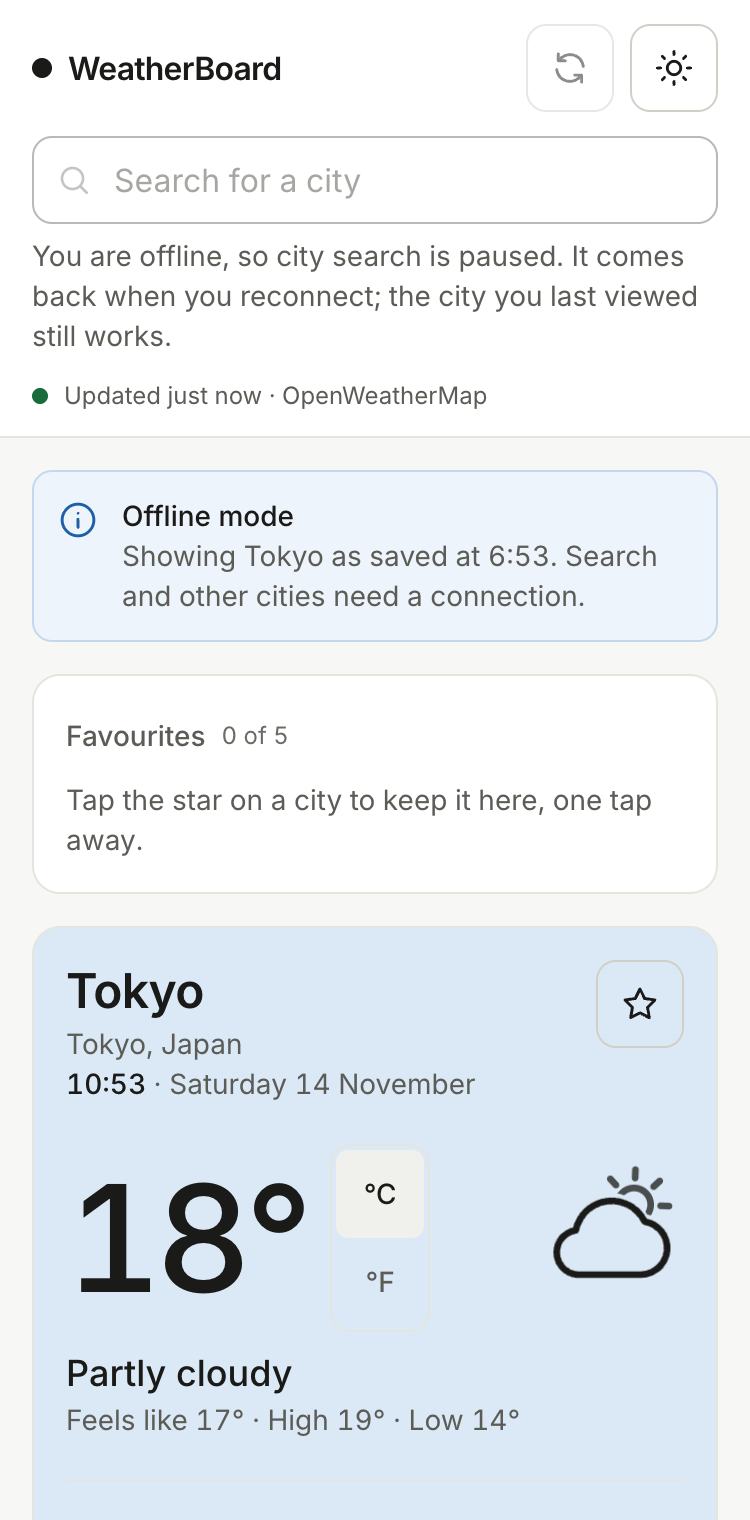 WeatherBoard
Search for a city
You are offline, so city search is paused. It comes
back when you reconnect; the city you last viewed
still works.
Updated just now · OpenWeatherMap
Offline mode
Showing Tokyo as saved at 6:53. Search
and other cities need a connection.
Favourites 0 of 5
Tap the star on a city to keep it here, one tap
away.
Tokyo
Tokyo, Japan
10:53 · Saturday 14 November
18°
°C
°F
Partly cloudy
Feels like 17° · High 19° · Low 14°